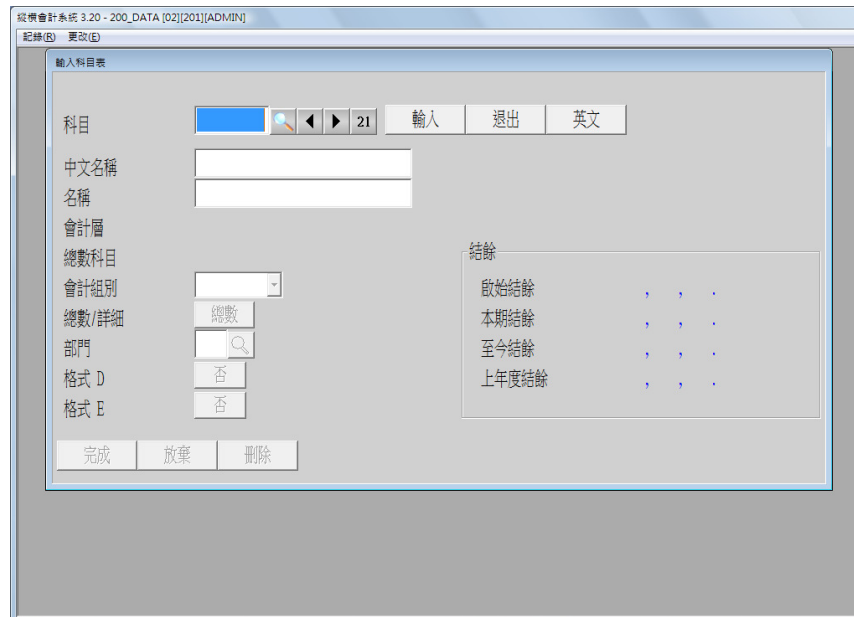 縱橫會計系統 3.20 - 200_DATA [02][201][ADMIN]
記錄(R) 更改(E)
輸入科目表
科目 21 輸入 退出 英文
中文名稱
名稱
會計層
總數科目
會計組別
總數/詳細 總數
部門
格式 D 否
格式 E 否
結餘
啟始結餘 , , .
本期結餘 , , .
至今結餘 , , .
上年度結餘 , , .
完成 放棄 刪除